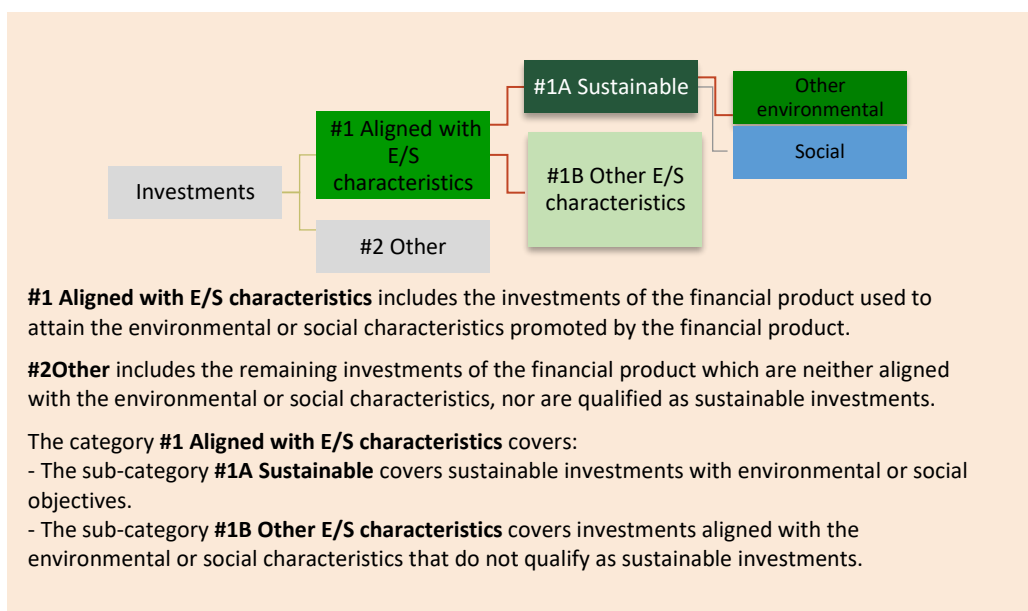 #1A Sustainable
Other
environmental
#1 Aligned with
E/S
characteristics
Social
#1B Other E/S
characteristics
Investments
#2 Other
#1 Aligned with E/S characteristics includes the investments of the financial product used to
attain the environmental or social characteristics promoted by the financial product.
#2Other includes the remaining investments of the financial product which are neither aligned
with the environmental or social characteristics, nor are qualified as sustainable investments.
The category #1 Aligned with E/S characteristics covers:
- The sub-category #1A Sustainable covers sustainable investments with environmental or social
objectives.
- The sub-category #1B Other E/S characteristics covers investments aligned with the
environmental or social characteristics that do not qualify as sustainable investments.